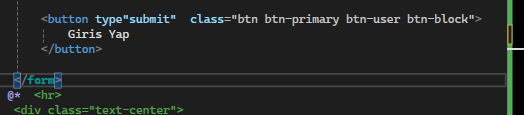 <button type"submit"  class="btn btn-primary btn-user btn-block">
Giris Yap
</button>
</form>
@*  <hr>
<div class="text-center">